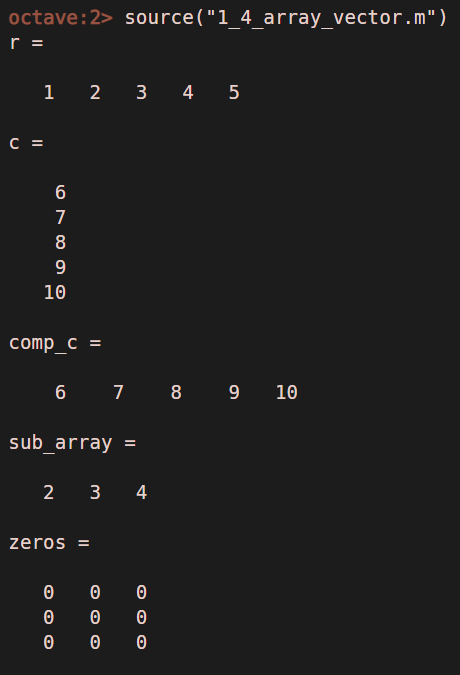 octave:2> source("1_4_array_vector.m")
r =
   1   2   3   4   5
c =
    6
    7
    8
    9
   10
comp_c =
    6    7    8    9   10
sub_array =
   2   3   4
zeros =
   0   0   0
   0   0   0
   0   0   0